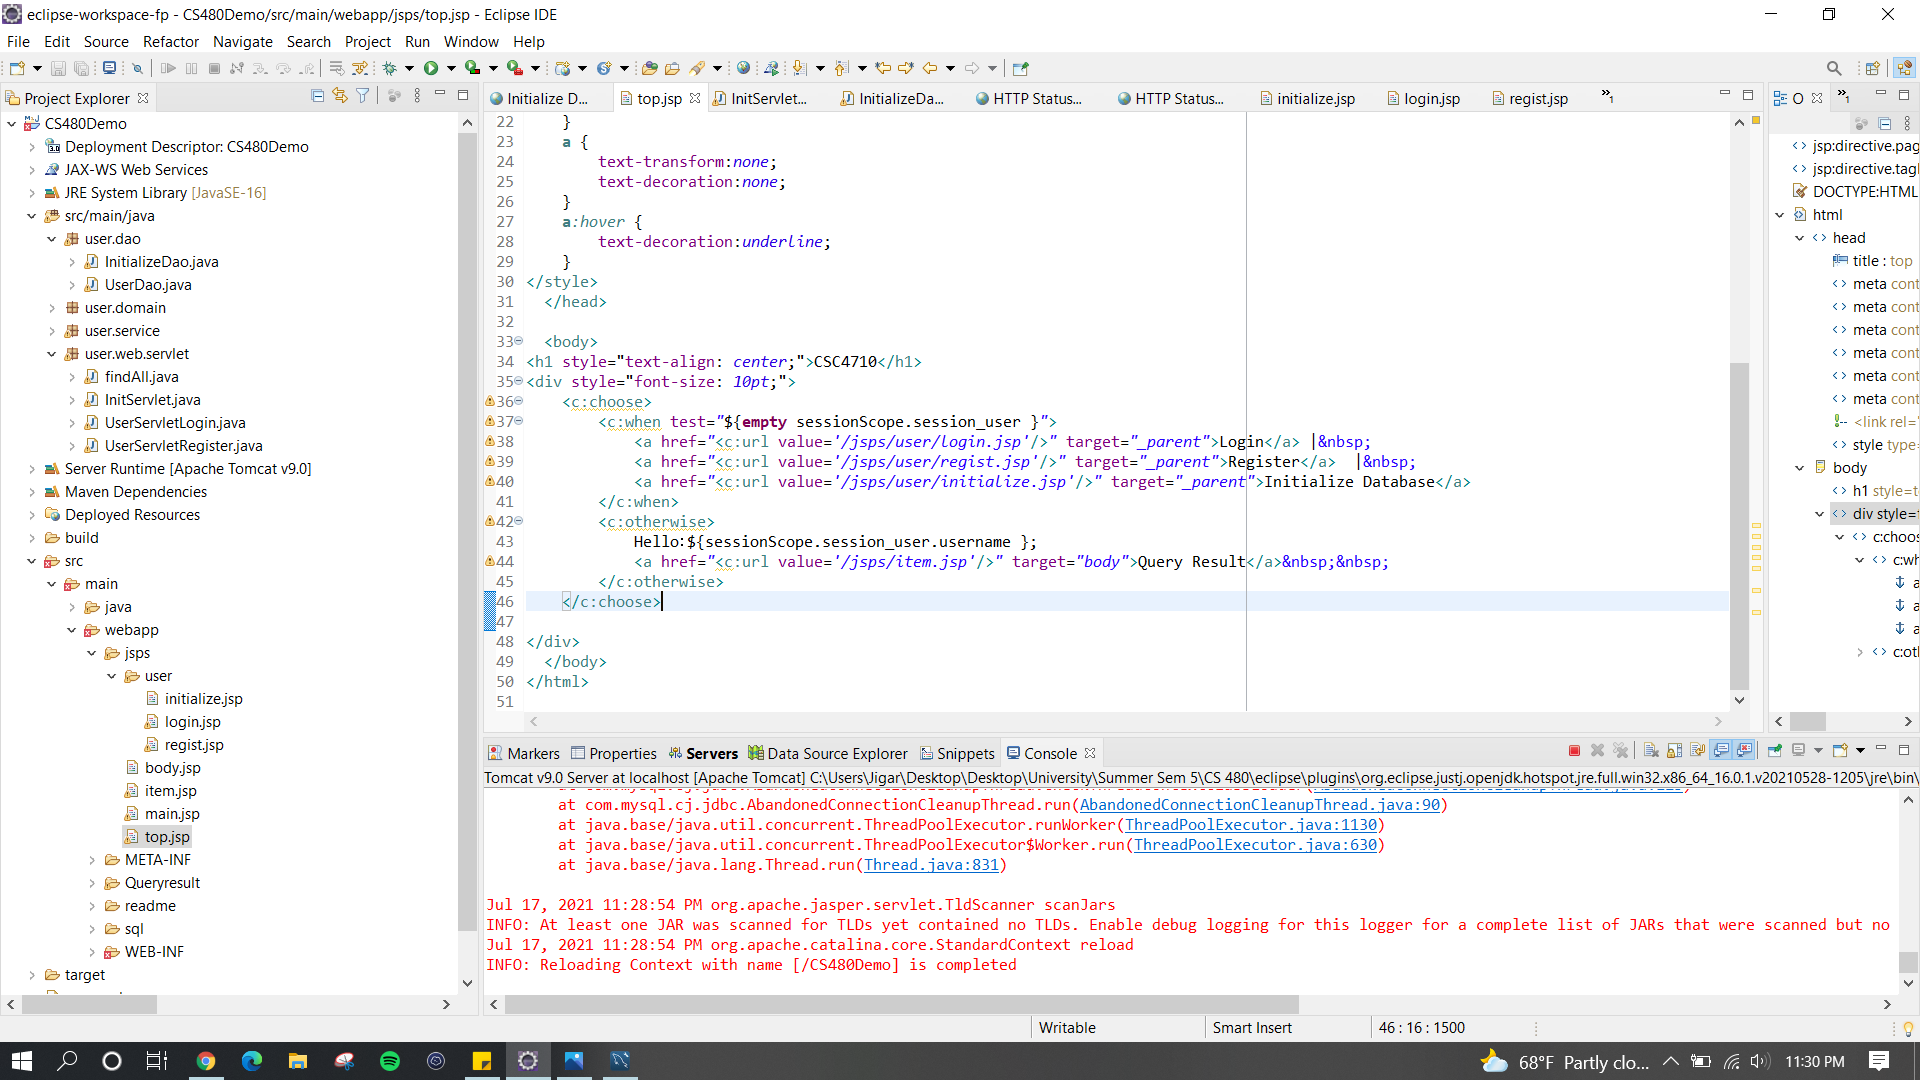 eclipse-workspace-fp - CS480Demo/src/main/webapp/jsps/top.jsp - Eclipse IDE
File Edit Source Refactor Navigate Search Project Run Window Help
Project Explorer
CS480Demo
Deployment Descriptor: CS480Demo
JAX-WS Web Services
JRE System Library [JavaSE-16]
src/main/java
user.dao
InitializeDao.java
UserDao.java
user.domain
user.service
user.web.servlet
findAll.java
InitServlet.java
UserServletLogin.java
UserServletRegister.java
Server Runtime [Apache Tomcat v9.0]
Maven Dependencies
Deployed Resources
build
src
main
java
webapp
jsps
user
initialize.jsp
login.jsp
regist.jsp
body.jsp
item.jsp
main.jsp
top.jsp
META-INF
Queryresult
readme
sql
WEB-INF
target
Initialize D... top.jsp InitServlet... InitializeDa... HTTP Status... HTTP Status... initialize.jsp login.jsp regist.jsp »1
22 }
23 a {
24 text-transform:none;
25 text-decoration:none;
26 }
27 a:hover {
28 text-decoration:underline;
29 }
30 </style>
31 </head>
32
33 <body>
34 <h1 style="text-align: center;">CSC4710</h1>
35 <div style="font-size: 10pt;">
36 <c:choose>
37 <c:when test="${empty sessionScope.session_user }">
38 <a href="<c:url value='/jsps/user/login.jsp'/>" target="_parent">Login</a> |&nbsp;
39 <a href="<c:url value='/jsps/user/regist.jsp'/>" target="_parent">Register</a>  |&nbsp;
40 <a href="<c:url value='/jsps/user/initialize.jsp'/>" target="_parent">Initialize Database</a>
41 </c:when>
42 <c:otherwise>
43 Hello:${sessionScope.session_user.username };
44 <a href="<c:url value='/jsps/item.jsp'/>" target="body">Query Result</a>&nbsp;&nbsp;
45 </c:otherwise>
46 </c:choose>
47
48 </div>
49 </body>
50 </html>
51
O »1
jsp:directive.pag
jsp:directive.tagl
DOCTYPE:HTML
html
head
title : top
meta cont
meta cont
meta cont
meta cont
meta cont
meta cont
<link rel='
style type=
body
h1 style=t
div style=f
c:choos
c:wh
a
a
a
c:otl
Markers Properties Servers Data Source Explorer Snippets Console
Tomcat v9.0 Server at localhost [Apache Tomcat] C:\Users\Jigar\Desktop\Desktop\University\Summer Sem 5\CS 480\eclipse\plugins\org.eclipse.justj.openjdk.hotspot.jre.full.win32.x86_64_16.0.1.v20210528-1205\jre\bin\
at com.mysql.cj.jdbc.AbandonedConnectionCleanupThread.run(AbandonedConnectionCleanupThread.java:90)
at java.base/java.util.concurrent.ThreadPoolExecutor.runWorker(ThreadPoolExecutor.java:1130)
at java.base/java.util.concurrent.ThreadPoolExecutor$Worker.run(ThreadPoolExecutor.java:630)
at java.base/java.lang.Thread.run(Thread.java:831)
Jul 17, 2021 11:28:54 PM org.apache.jasper.servlet.TldScanner scanJars
INFO: At least one JAR was scanned for TLDs yet contained no TLDs. Enable debug logging for this logger for a complete list of JARs that were scanned but no
Jul 17, 2021 11:28:54 PM org.apache.catalina.core.StandardContext reload
INFO: Reloading Context with name [/CS480Demo] is completed
Writable Smart Insert 46 : 16 : 1500
68°F Partly clo... 11:30 PM